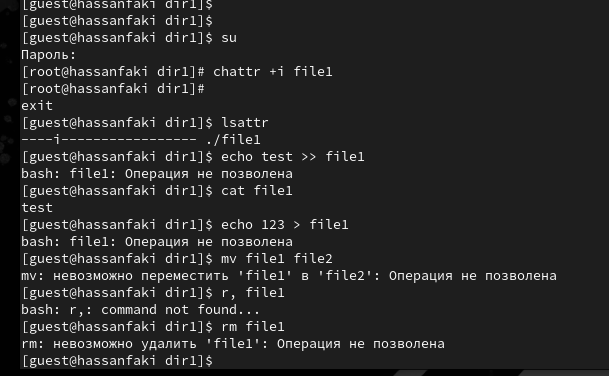 [guest@hassanfaki dir1]$
[guest@hassanfaki dir1]$
[guest@hassanfaki dir1]$ su
Пароль:
[root@hassanfaki dir1]# chattr +i file1
[root@hassanfaki dir1]#
exit
[guest@hassanfaki dir1]$ lsattr
----i----------------- ./file1
[guest@hassanfaki dir1]$ echo test >> file1
bash: file1: Операция не позволена
[guest@hassanfaki dir1]$ cat file1
test
[guest@hassanfaki dir1]$ echo 123 > file1
bash: file1: Операция не позволена
[guest@hassanfaki dir1]$ mv file1 file2
mv: невозможно переместить 'file1' в 'file2': Операция не позволена
[guest@hassanfaki dir1]$ r, file1
bash: r,: command not found...
[guest@hassanfaki dir1]$ rm file1
rm: невозможно удалить 'file1': Операция не позволена
[guest@hassanfaki dir1]$